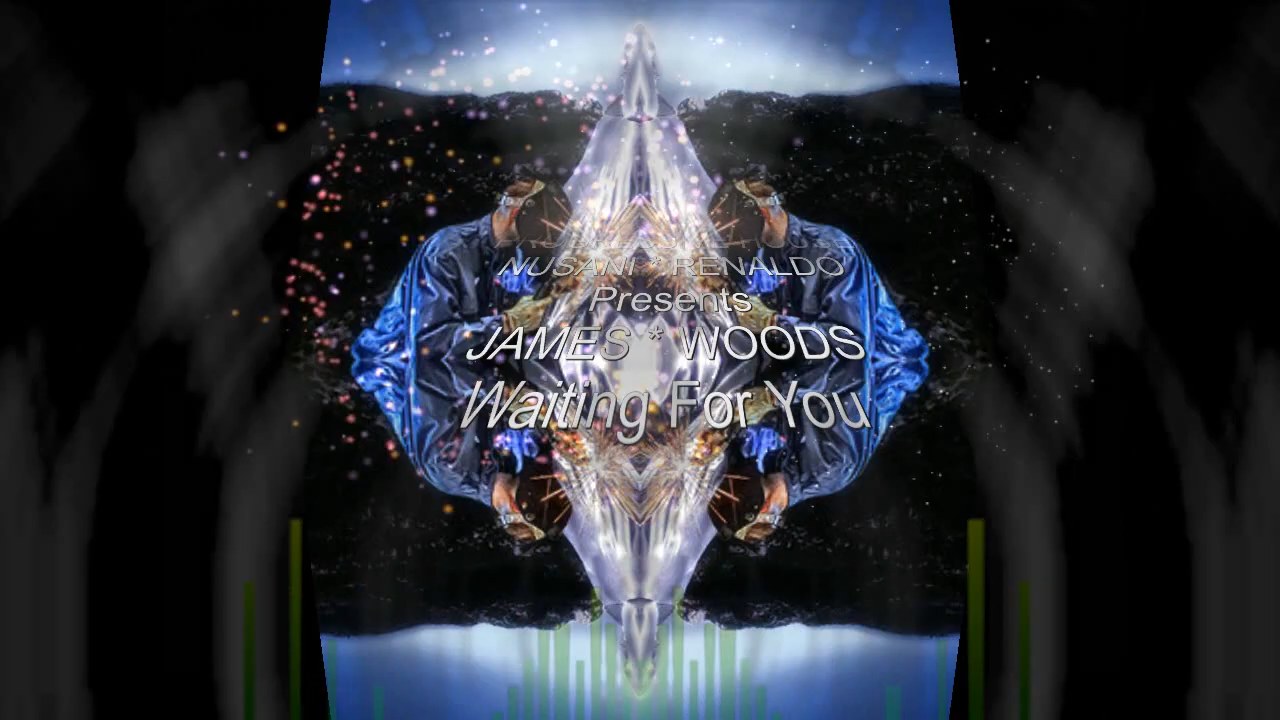 NUSANI * RENALDO
Presents
JAMES * WOODS
Waiting For You